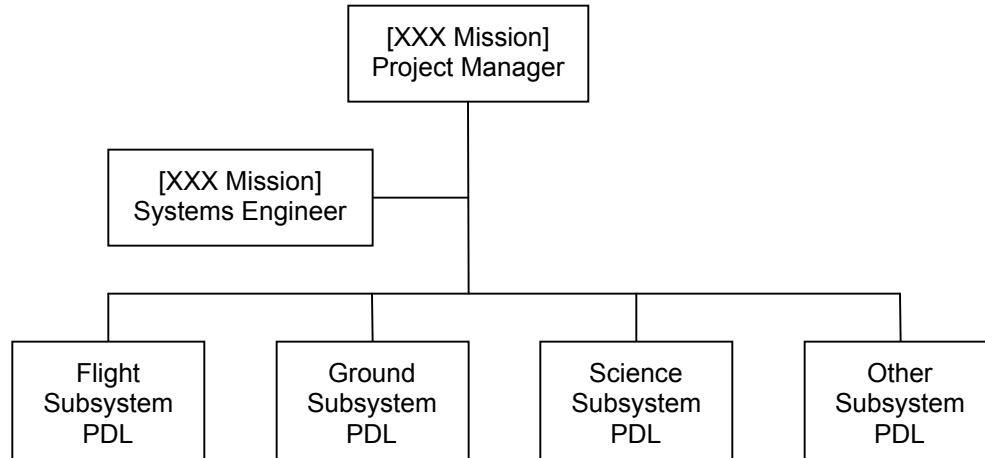 [XXX Mission]
Project Manager
[XXX Mission]
Systems Engineer
Flight
Subsystem
PDL
Ground
Subsystem
PDL
Science
Subsystem
PDL
Other
Subsystem
PDL